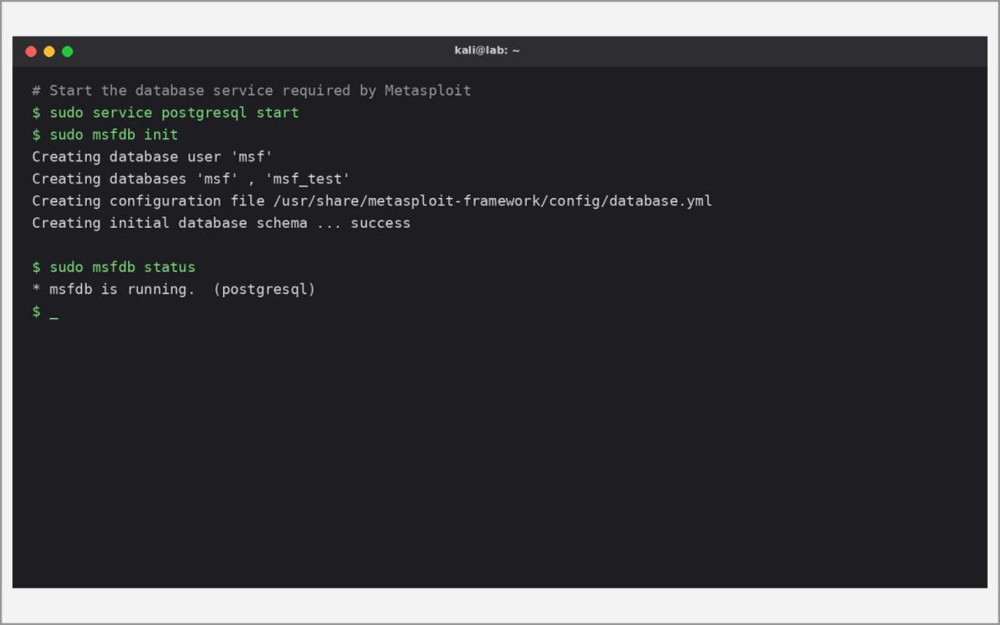 kali@lab: ~
# Start the database service required by Metasploit
$ sudo service postgresql start
$ sudo msfdb init
Creating database user 'msf'
Creating databases 'msf' , 'msf_test'
Creating configuration file /usr/share/metasploit-framework/config/database.yml
Creating initial database schema ... success
$ sudo msfdb status
* msfdb is running.  (postgresql)
$ _